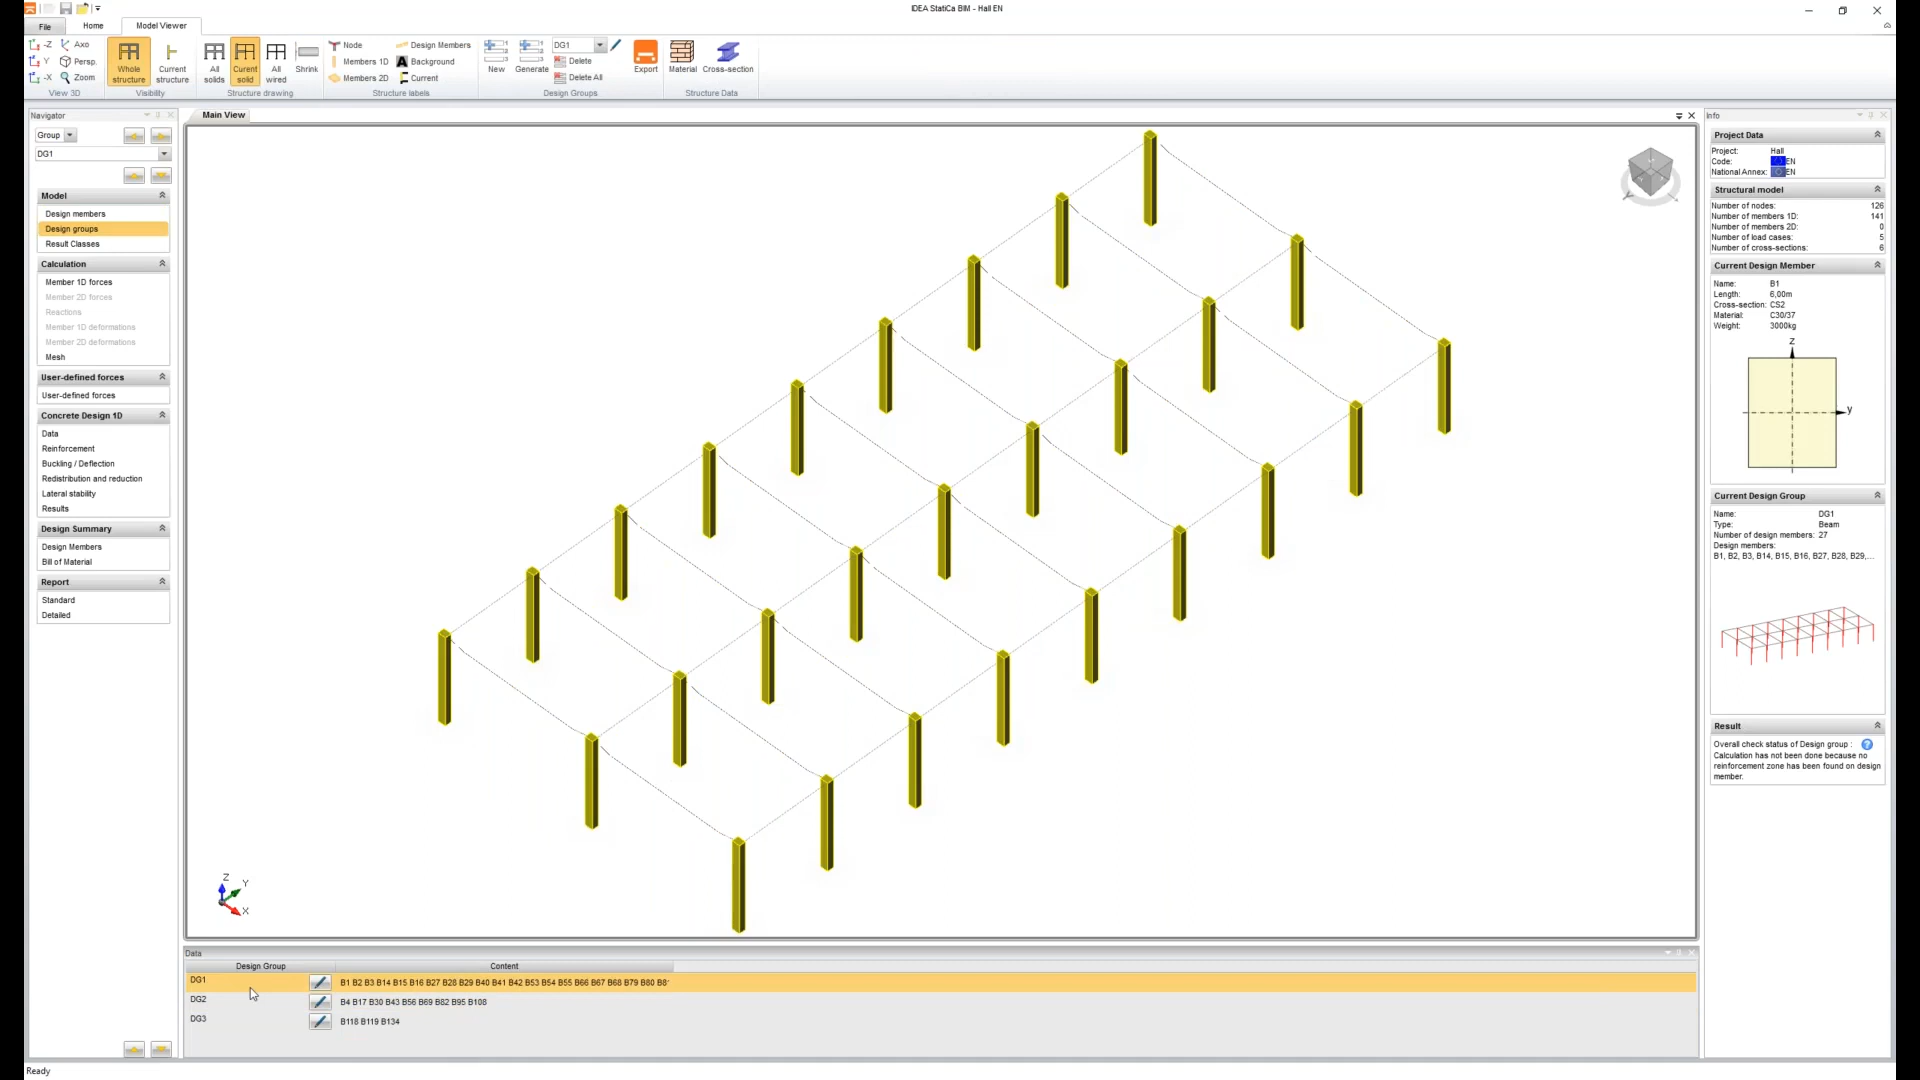 IDEA StatiCa BIM - Hall EN
File
Home
Model Viewer
-Z
Axo
Y
Persp.
-X
Zoom
View 3D
Whole structure
Current structure
Visibility
All solids
Curent solid
All wired
Shrink
Structure drawing
Node
Members 1D
Members 2D
Design Members
Background
Current
Structure labels
New
Generate
DG1
Delete
Delete All
Design Groups
Export
Material
Cross-section
Structure Data
Navigator
Group
DG1
Model
Design members
Design groups
Result Classes
Calculation
Member 1D forces
Member 2D forces
Reactions
Member 1D deformations
Member 2D deformations
Mesh
User-defined forces
User-defined forces
Concrete Design 1D
Data
Reinforcement
Buckling / Deflection
Redistribution and reduction
Lateral stability
Results
Design Summary
Design Members
Bill of Material
Report
Standard
Detailed
Main View
Z
Y
X
Data
Design Group
Content
DG1
B1 B2 B3 B14 B15 B16 B27 B28 B29 B40 B41 B42 B53 B54 B55 B66 B67 B68 B79 B80
DG2
B4 B17 B30 B43 B56 B69 B82 B95 B108
DG3
B118 B119 B134
Info
Project Data
Project: Hall
Code: EN
National Annex: EN
Structural model
Number of nodes: 126
Number of members 1D: 141
Number of members 2D: 0
Number of load cases: 5
Number of cross-sections: 6
Current Design Member
Name: B1
Length: 6,00m
Cross-section: CS2
Material: C30/37
Weight: 3000kg
z
y
Current Design Group
Name: DG1
Type: Beam
Number of design members: 27
Design members:
B1, B2, B3, B14, B15, B16, B27, B28, B29,...
Result
Overall check status of Design group :
Calculation has not been done because no
reinforcement zone has been found on design
member.
Ready